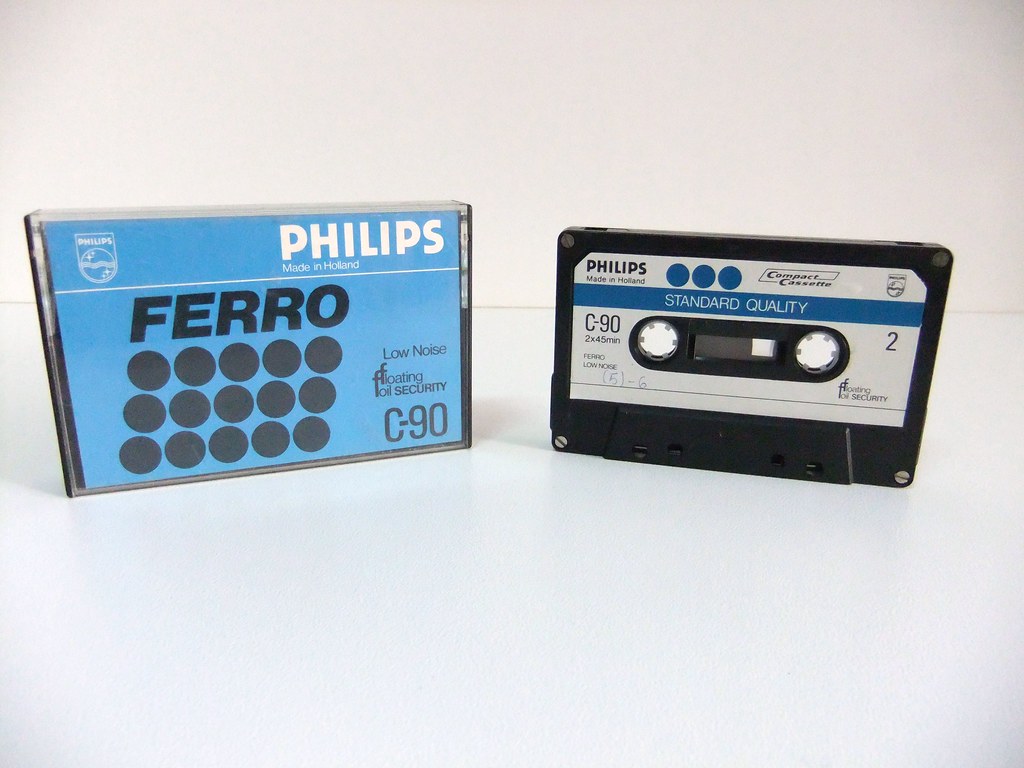 PHILIPS
PHILIPS
Made in Holland
FERRO
Low Noise
floating
foil SECURITY
C-90
PHILIPS
Made in Holland
Compact
Cassette
STANDARD QUALITY
C-90
2x45min
2
FERRO
LOW NOISE
(5)-6
floating
foil SECURITY